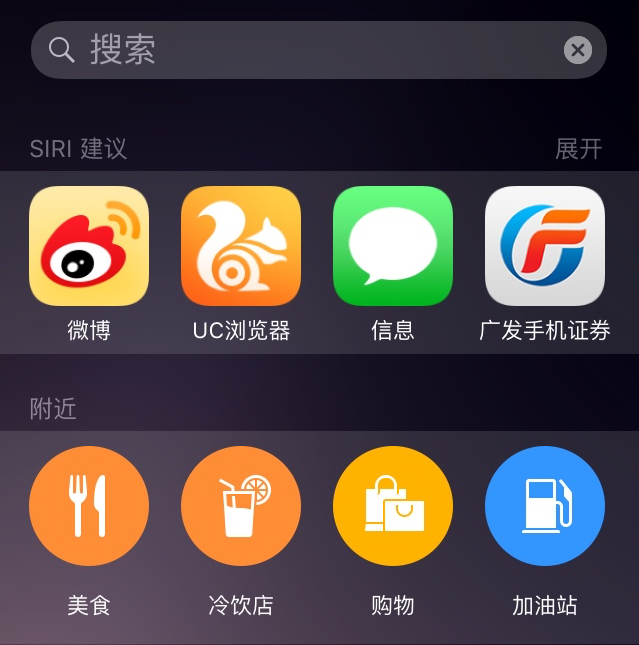 搜索
SIRI 建议 展开
微博 UC浏览器 信息 广发手机证券
附近
美食 冷饮店 购物 加油站